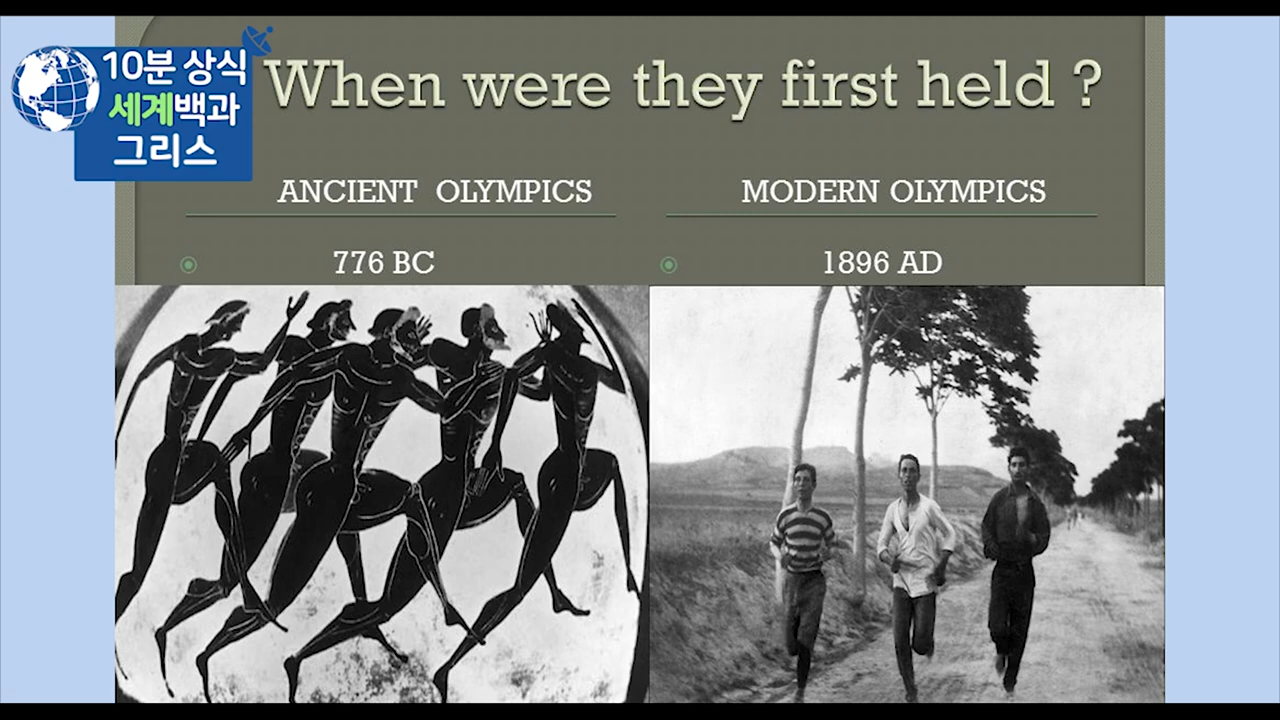 10분 상식
세계백과
그리스
When were they first held ?
ANCIENT OLYMPICS
MODERN OLYMPICS
776 BC
1896 AD